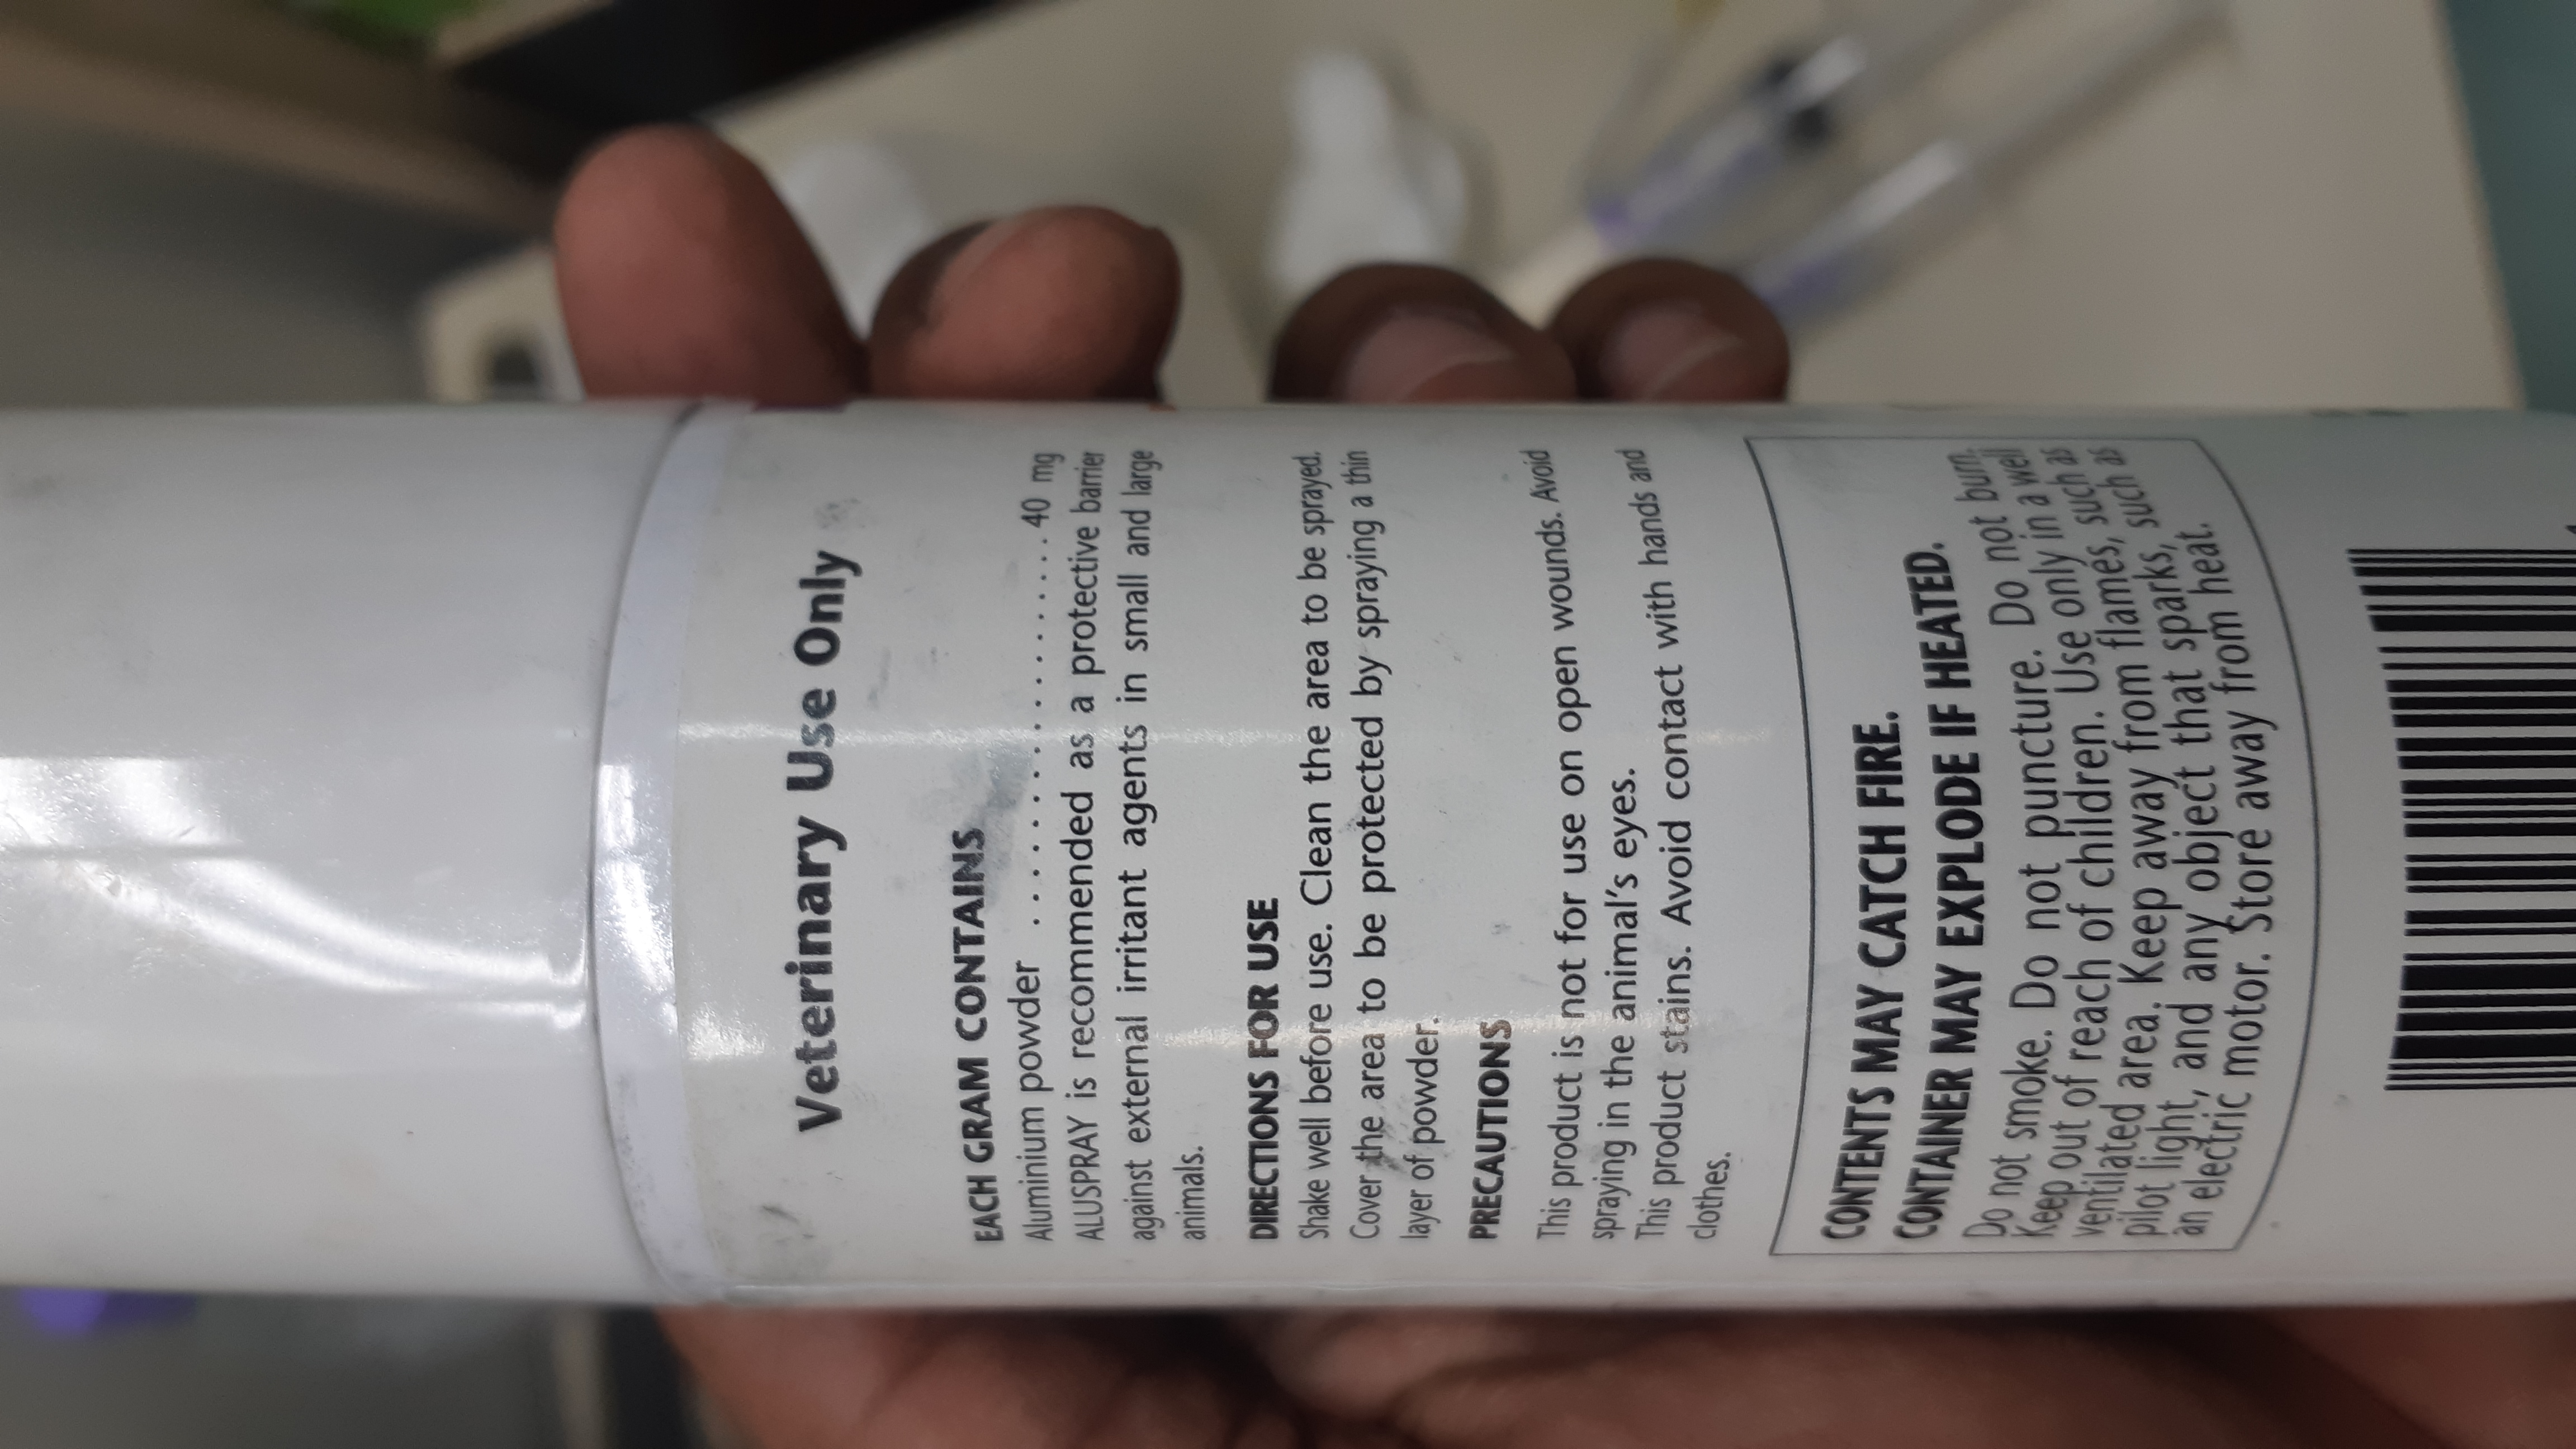 Veterinary Use Only
EACH GRAM CONTAINS
Aluminium powder ........................ 40 mg
ALUSPRAY is recommended as a protective barrier
against external irritant agents in small and large
animals.
DIRECTIONS FOR USE
Shake well before use. Clean the area to be sprayed.
Cover the area to be protected by spraying a thin
layer of powder.
PRECAUTIONS
This product is not for use on open wounds. Avoid
spraying in the animal's eyes.
This product stains. Avoid contact with hands and
clothes.
CONTENTS MAY CATCH FIRE.
CONTAINER MAY EXPLODE IF HEATED.
Do not smoke. Do not puncture. Do not burn.
Keep out of reach of children. Use only in a well
ventilated area. Keep away from flames, such as
pilot light, and any object that sparks, such as
an electric motor. Store away from heat.